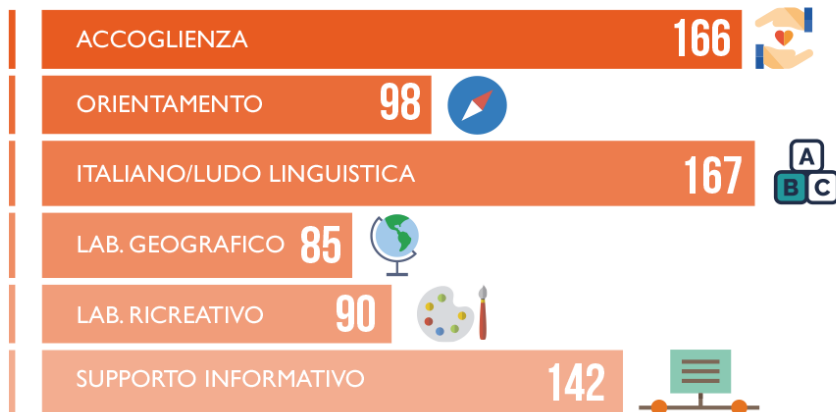 ACCOGLIENZA 166
ORIENTAMENTO 98
ITALIANO/LUDO LINGUISTICA 167
A
B C
LAB. GEOGRAFICO 85
LAB. RICREATIVO 90
SUPPORTO INFORMATIVO 142